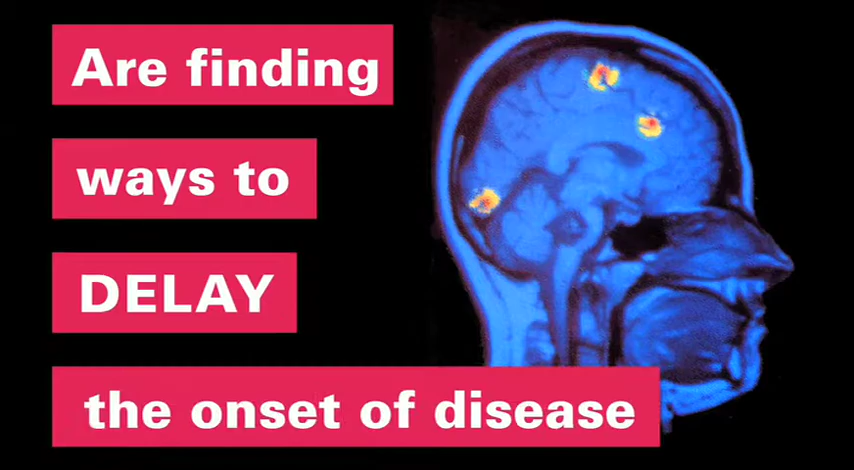 Are finding
ways to
DELAY
the onset of disease